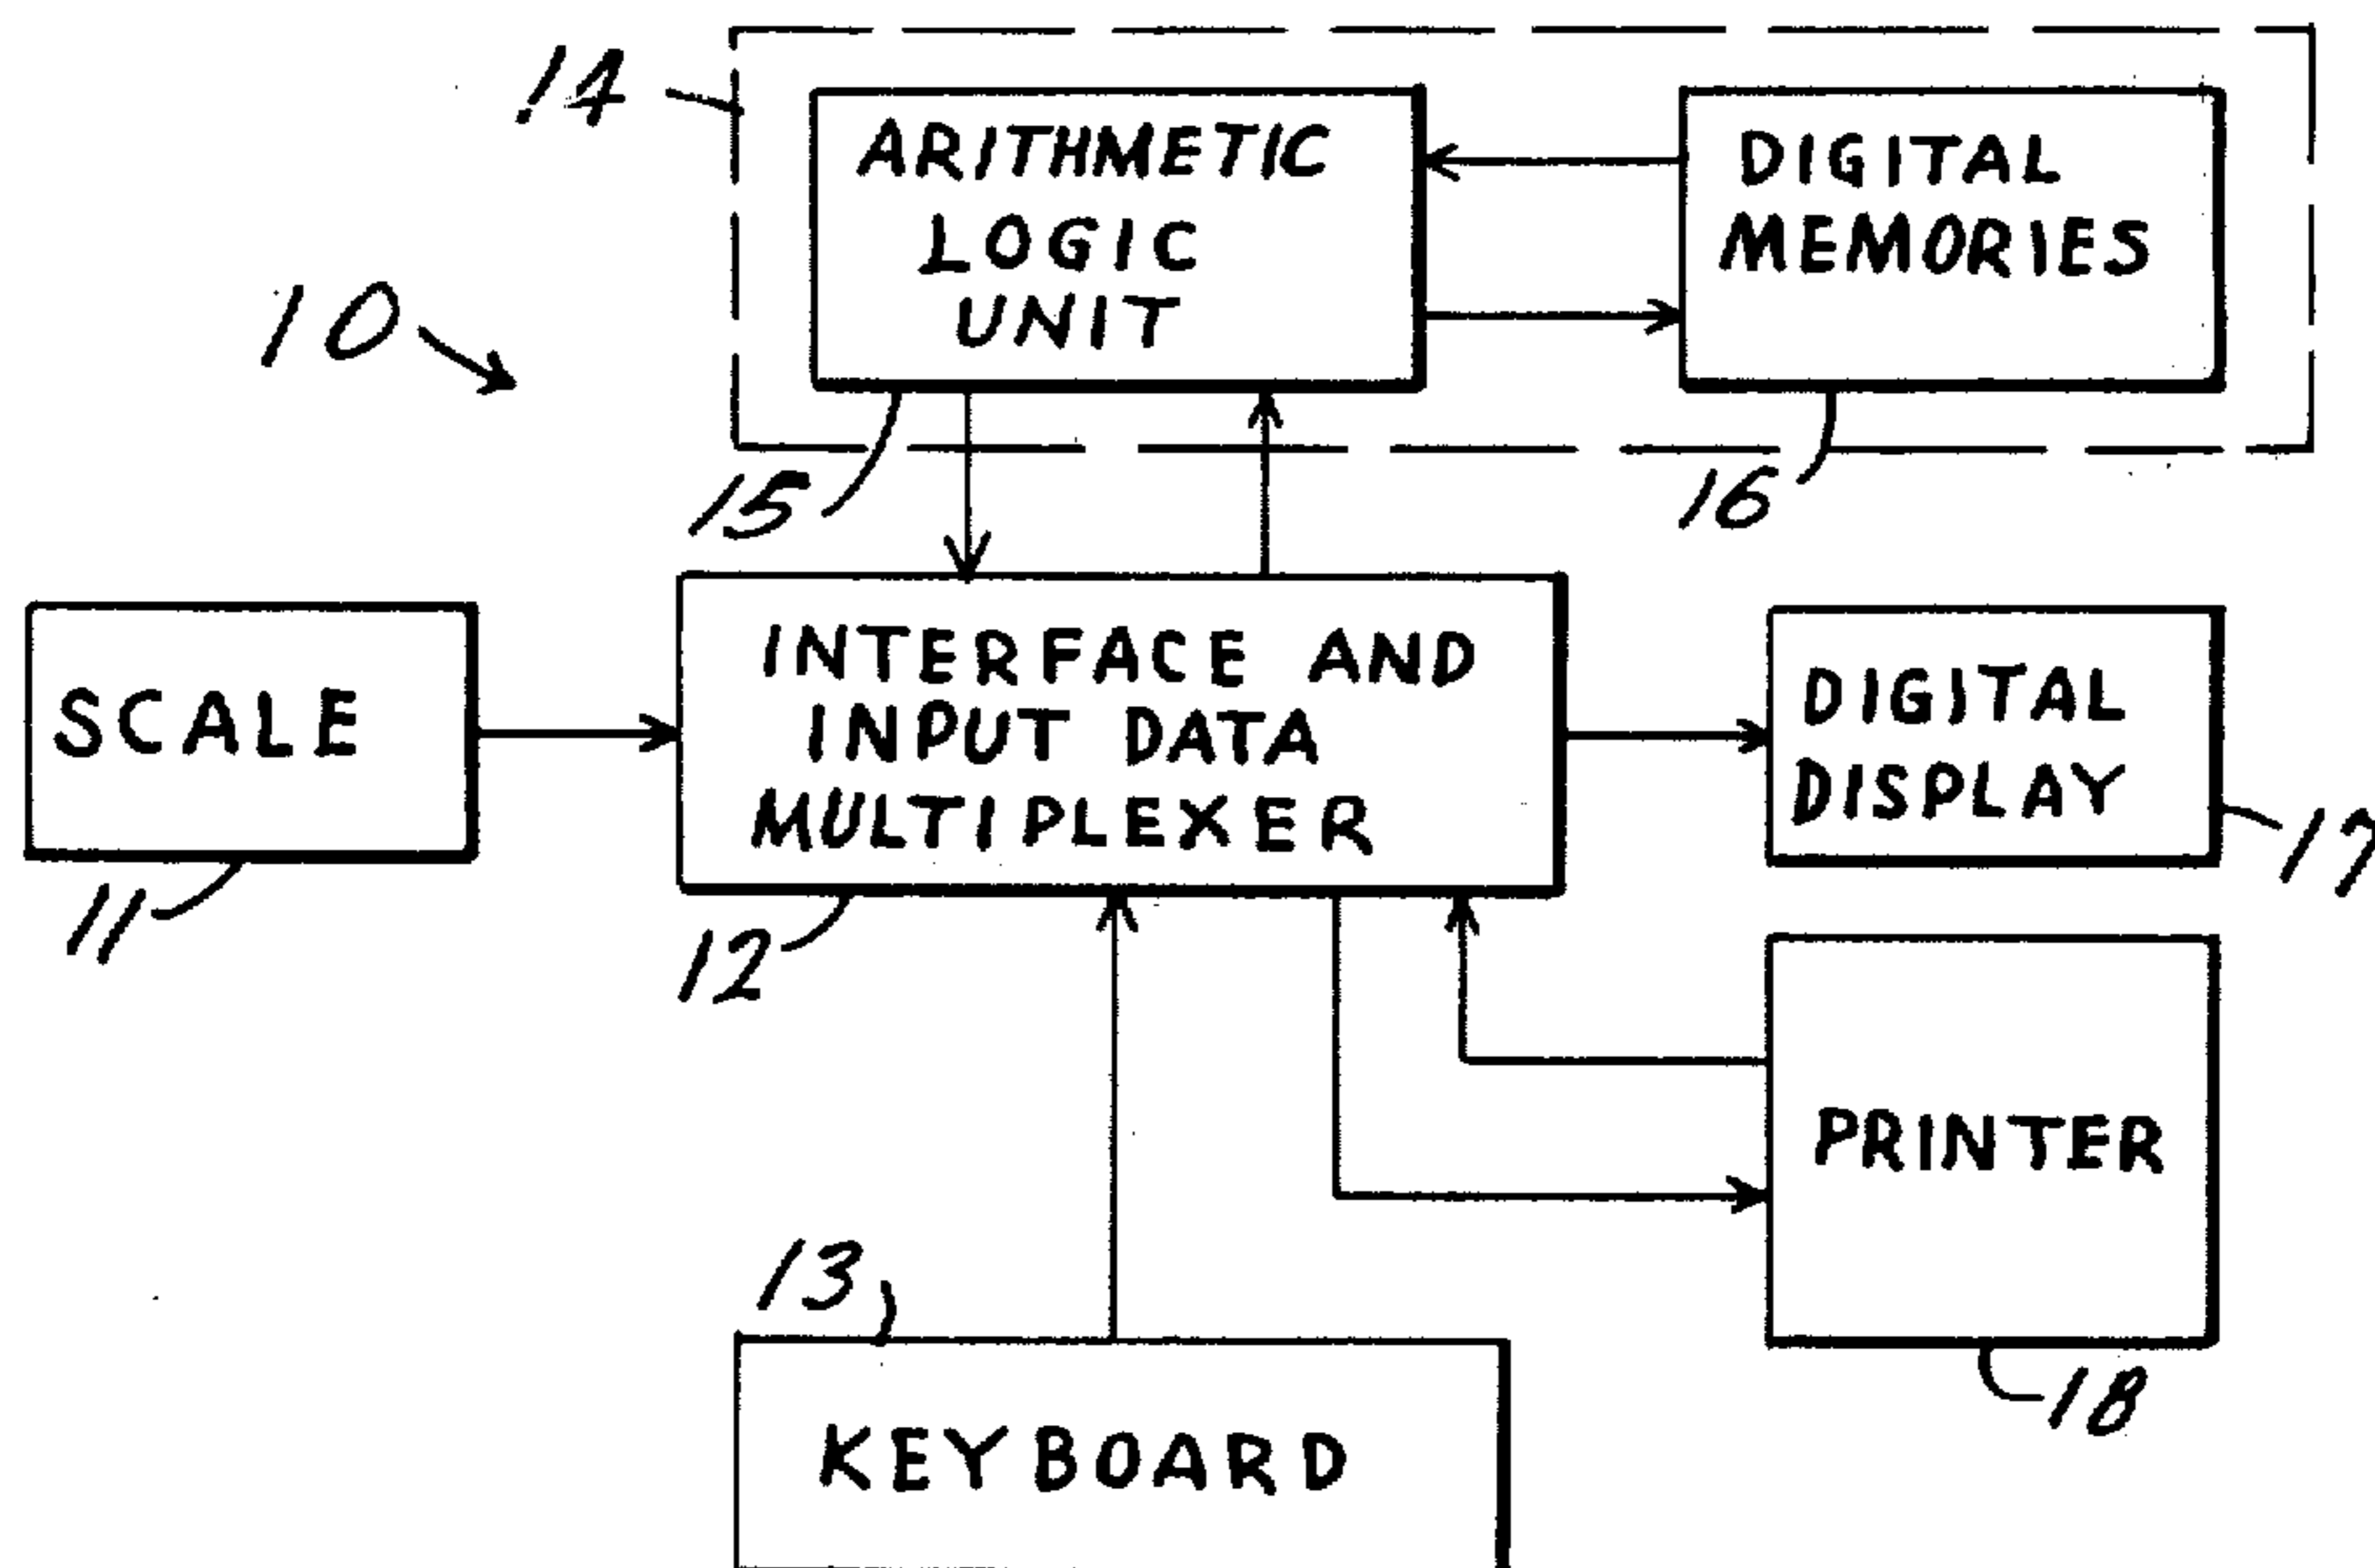 14
ARITHMETIC
LOGIC
UNIT
DIGITAL
MEMORIES
10
15
16
SCALE
INTERFACE AND
INPUT DATA
MULTIPLEXER
DIGITAL
DISPLAY
17
11
12
PRINTER
13
18
KEYBOARD